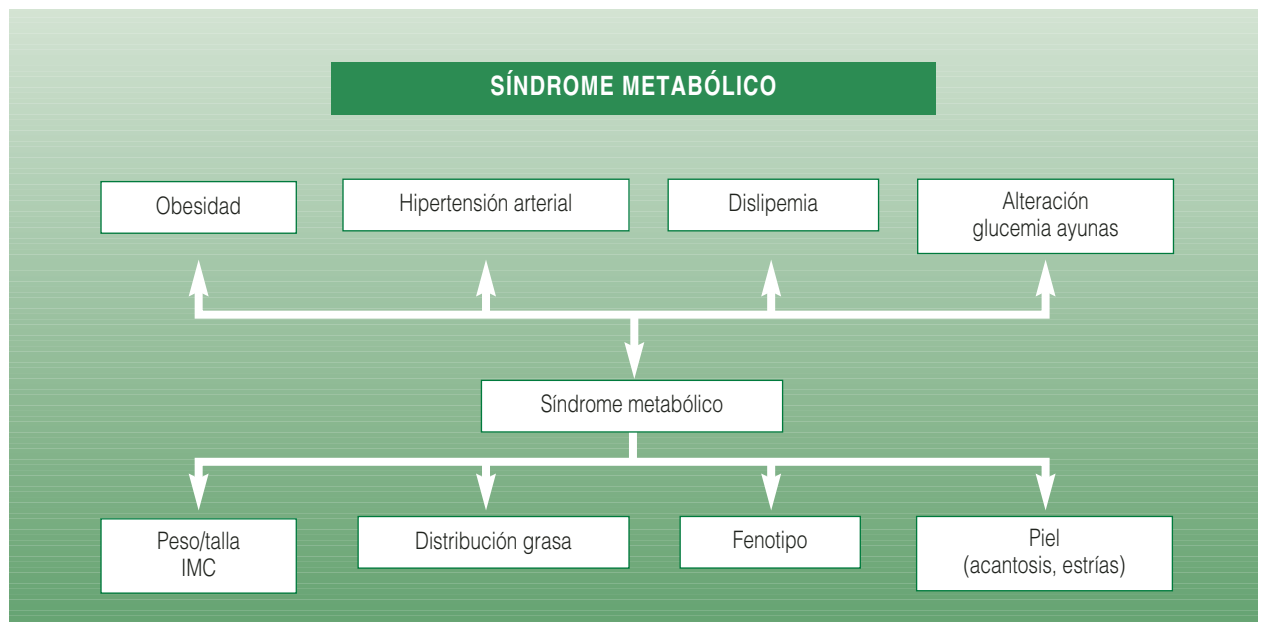 SÍNDROME METABÓLICO
Obesidad
Hipertensión arterial
Dislipemia
Alteración
glucemia ayunas
Síndrome metabólico
Peso/talla
IMC
Distribución grasa
Fenotipo
Piel
(acantosis, estrías)